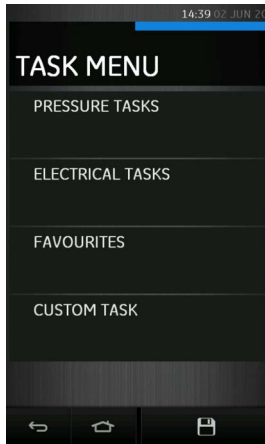 14:39 02 JUN 20
TASK MENU
PRESSURE TASKS
ELECTRICAL TASKS
FAVOURITES
CUSTOM TASK